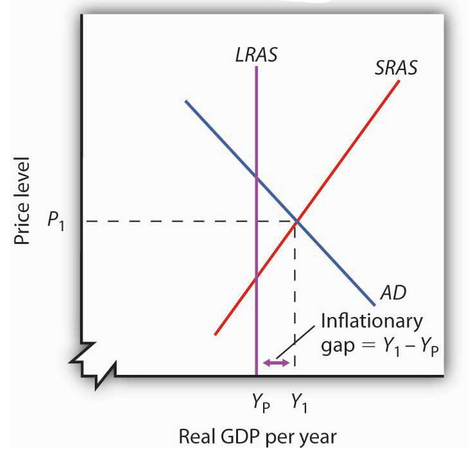 LRAS
SRAS
Price level
P1
AD
Inflationary
gap = Y1 – YP
YP Y1
Real GDP per year